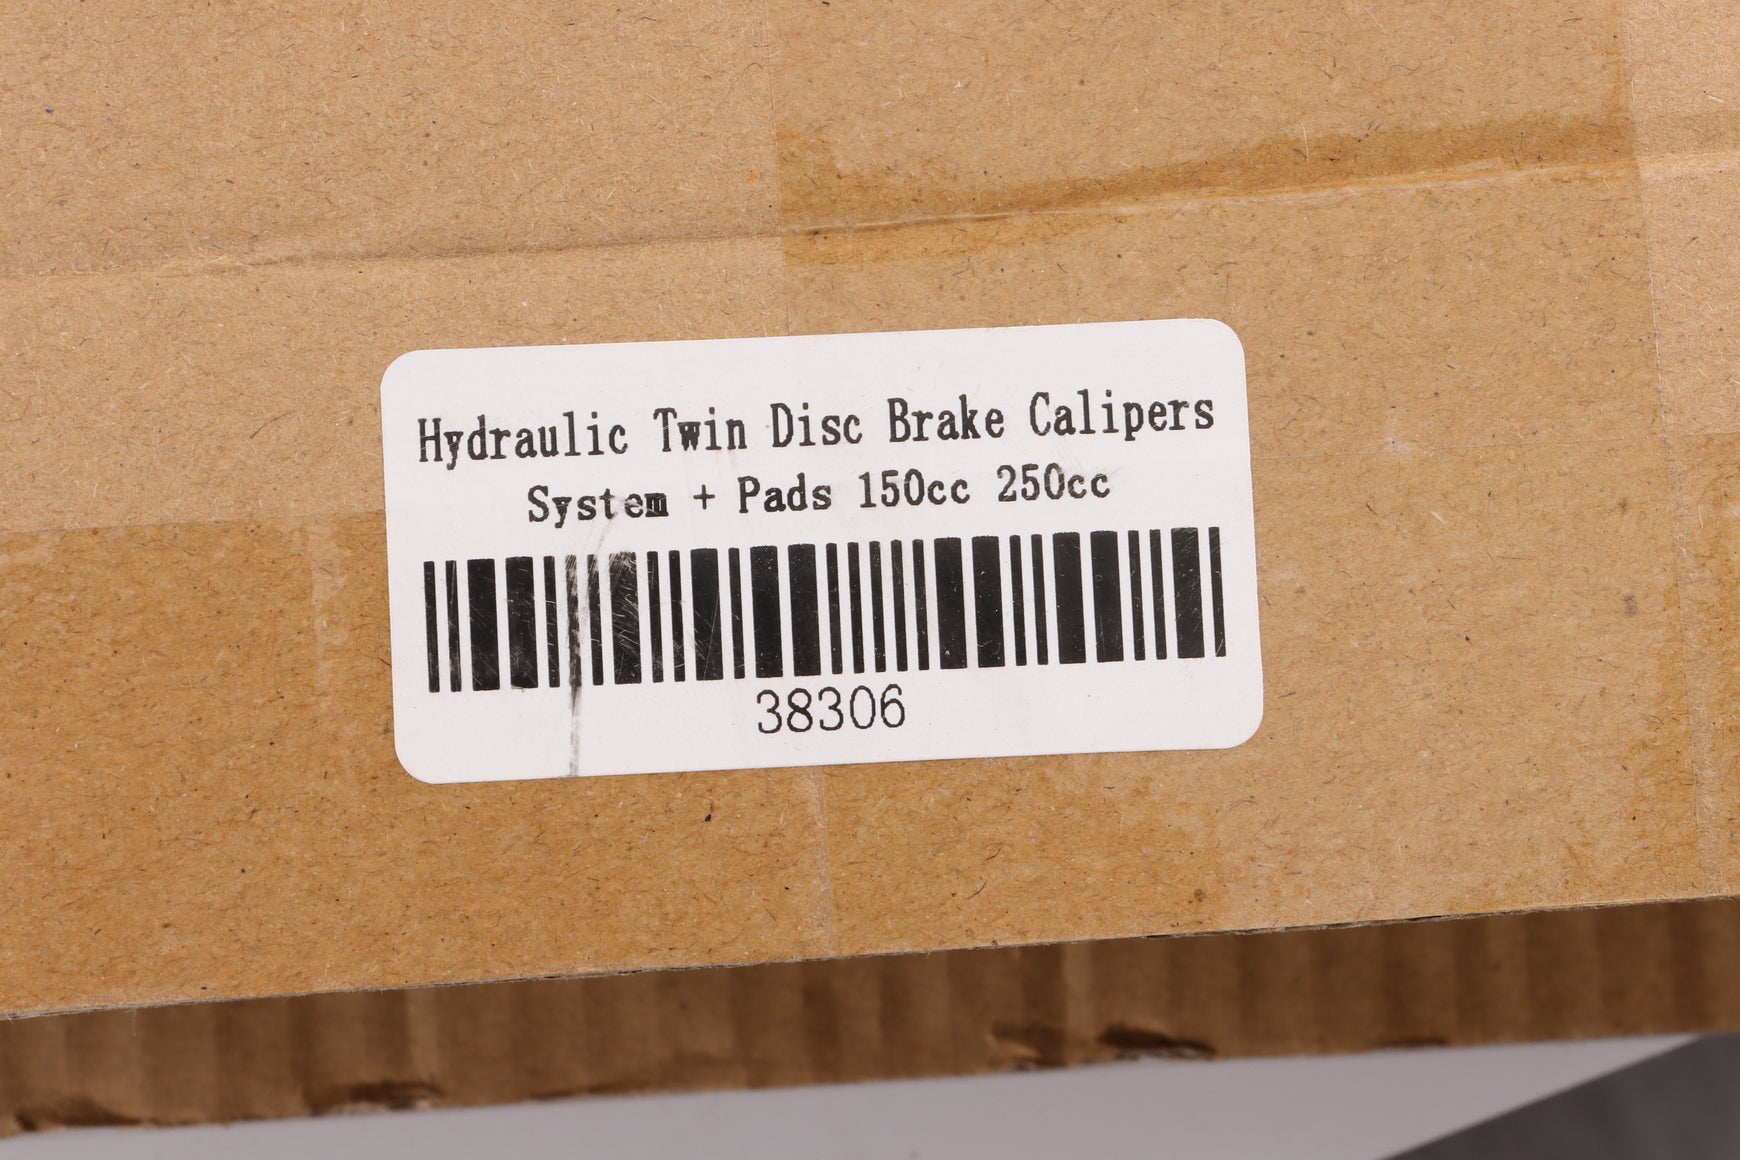 Hydraulic Twin Disc Brake Calipers
System + Pads 150cc 250cc
38306